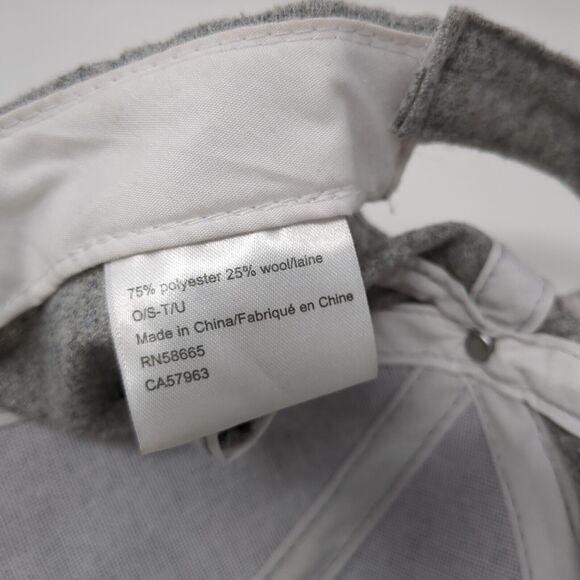 75% polyester 25% wool/laine
O/S-T/U
Made in China/Fabriqué en Chine
RN58665
CA57963